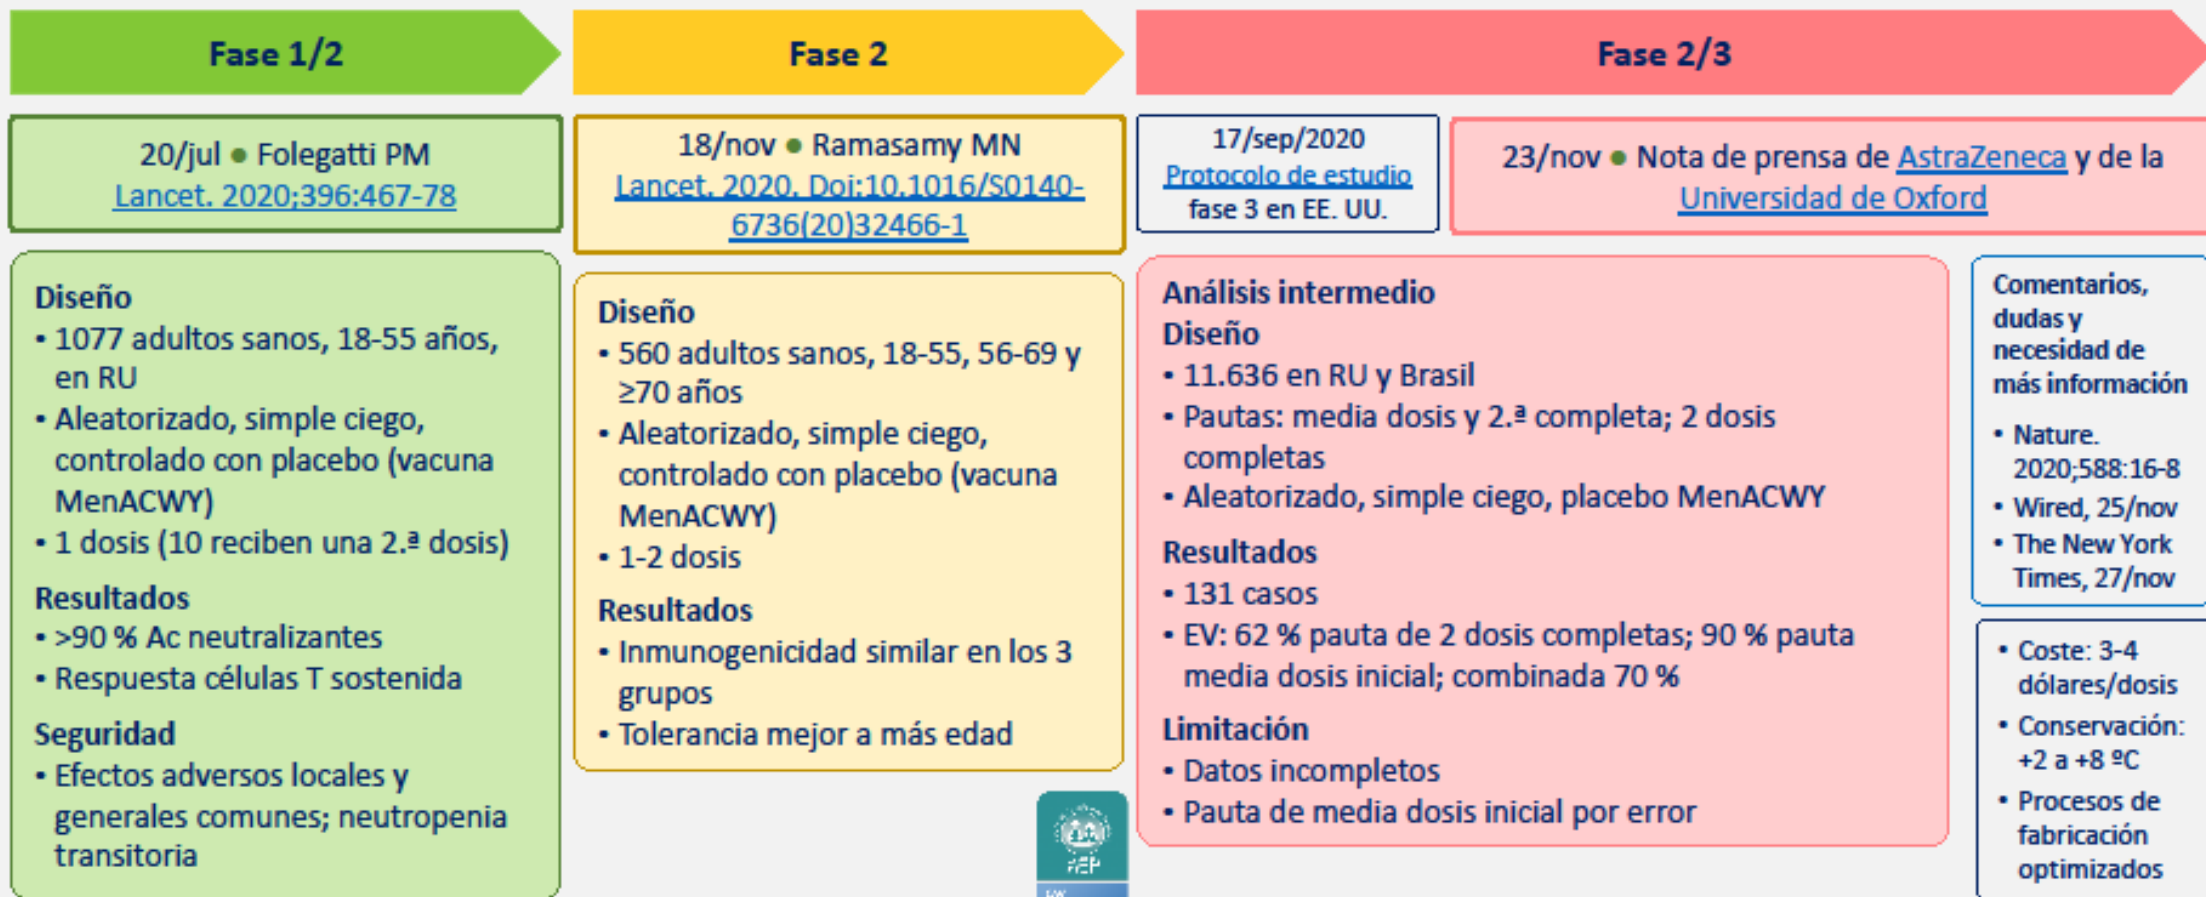 Fase 1/2
Fase 2
Fase 2/3
20/jul ● Folegatti PM
Lancet. 2020;396:467-78
18/nov ● Ramasamy MN
Lancet. 2020. Doi:10.1016/S0140-
6736(20)32466-1
17/sep/2020
Protocolo de estudio
fase 3 en EE. UU.
23/nov ● Nota de prensa de AstraZeneca y de la
Universidad de Oxford
Diseño
• 1077 adultos sanos, 18-55 años,
en RU
• Aleatorizado, simple ciego,
controlado con placebo (vacuna
MenACWY)
• 1 dosis (10 reciben una 2.ª dosis)
Resultados
• >90 % Ac neutralizantes
• Respuesta células T sostenida
Seguridad
• Efectos adversos locales y
generales comunes; neutropenia
transitoria
Diseño
• 560 adultos sanos, 18-55, 56-69 y
≥70 años
• Aleatorizado, simple ciego,
controlado con placebo (vacuna
MenACWY)
• 1-2 dosis
Resultados
• Inmunogenicidad similar en los 3
grupos
• Tolerancia mejor a más edad
Análisis intermedio
Diseño
• 11.636 en RU y Brasil
• Pautas: media dosis y 2.ª completa; 2 dosis
completas
• Aleatorizado, simple ciego, placebo MenACWY
Resultados
• 131 casos
• EV: 62 % pauta de 2 dosis completas; 90 % pauta
media dosis inicial; combinada 70 %
Limitación
• Datos incompletos
• Pauta de media dosis inicial por error
Comentarios,
dudas y
necesidad de
más información
• Nature.
2020;588:16-8
• Wired, 25/nov
• The New York
Times, 27/nov
• Coste: 3-4
dólares/dosis
• Conservación:
+2 a +8 ºC
• Procesos de
fabricación
optimizados
AEP